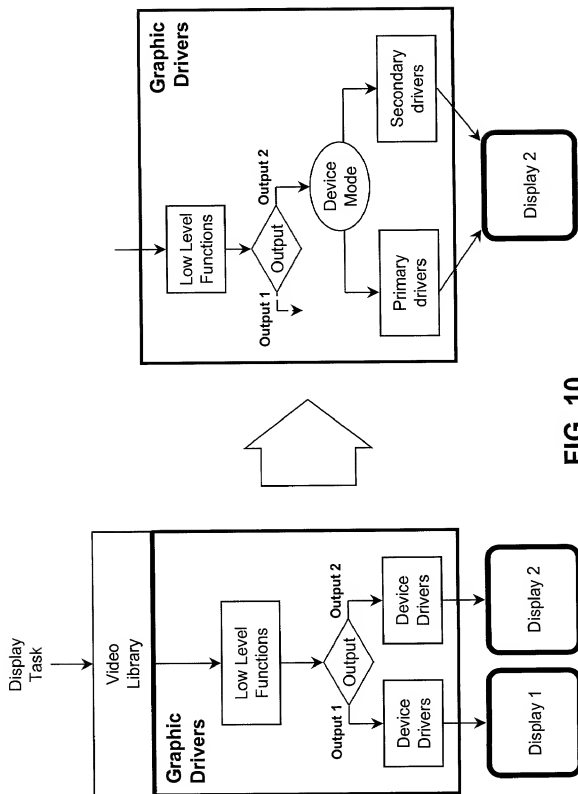 Display
Task
Video
Library
Graphic
Drivers
Low Level
Functions
Output
Output 1
Output 2
Device
Drivers
Device
Drivers
Display 1
Display 2
Graphic
Drivers
Low Level
Functions
Output
Output 1
Output 2
Device
Mode
Primary
drivers
Secondary
drivers
Display 2
FIG. 10